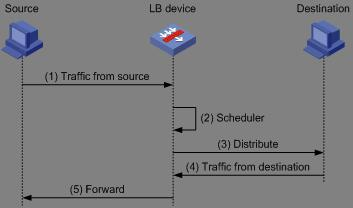 Source
LB device
Destination
(1) Traffic from source
(2) Scheduler
(3) Distribute
(4) Traffic from destination
(5) Forward